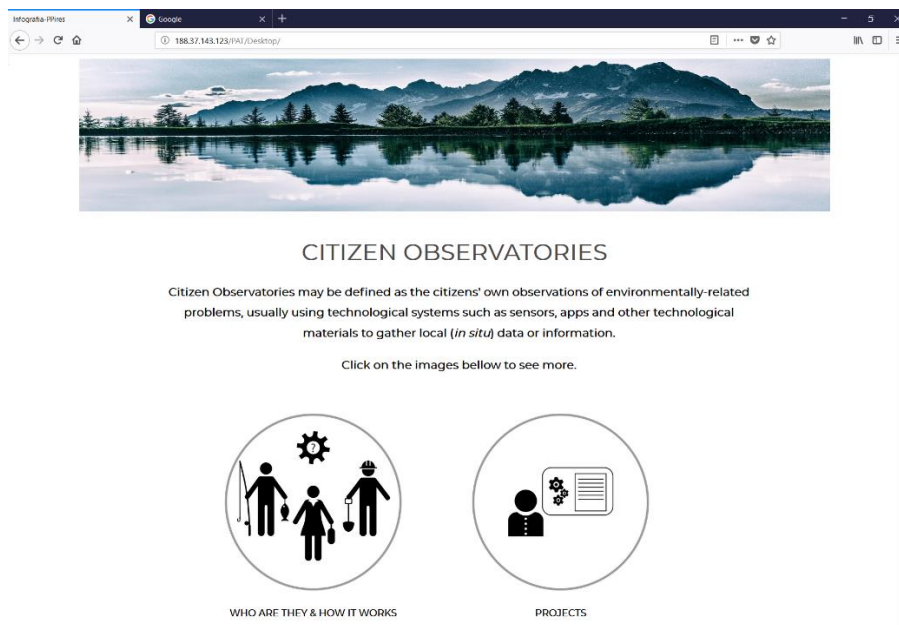 Infografia-PPires
Google
188.37.143.123/PAT/Desktop/
CITIZEN OBSERVATORIES
Citizen Observatories may be defined as the citizens' own observations of environmentally-related
problems, usually using technological systems such as sensors, apps and other technological
materials to gather local (in situ) data or information.
Click on the images bellow to see more.
?
WHO ARE THEY & HOW IT WORKS
PROJECTS